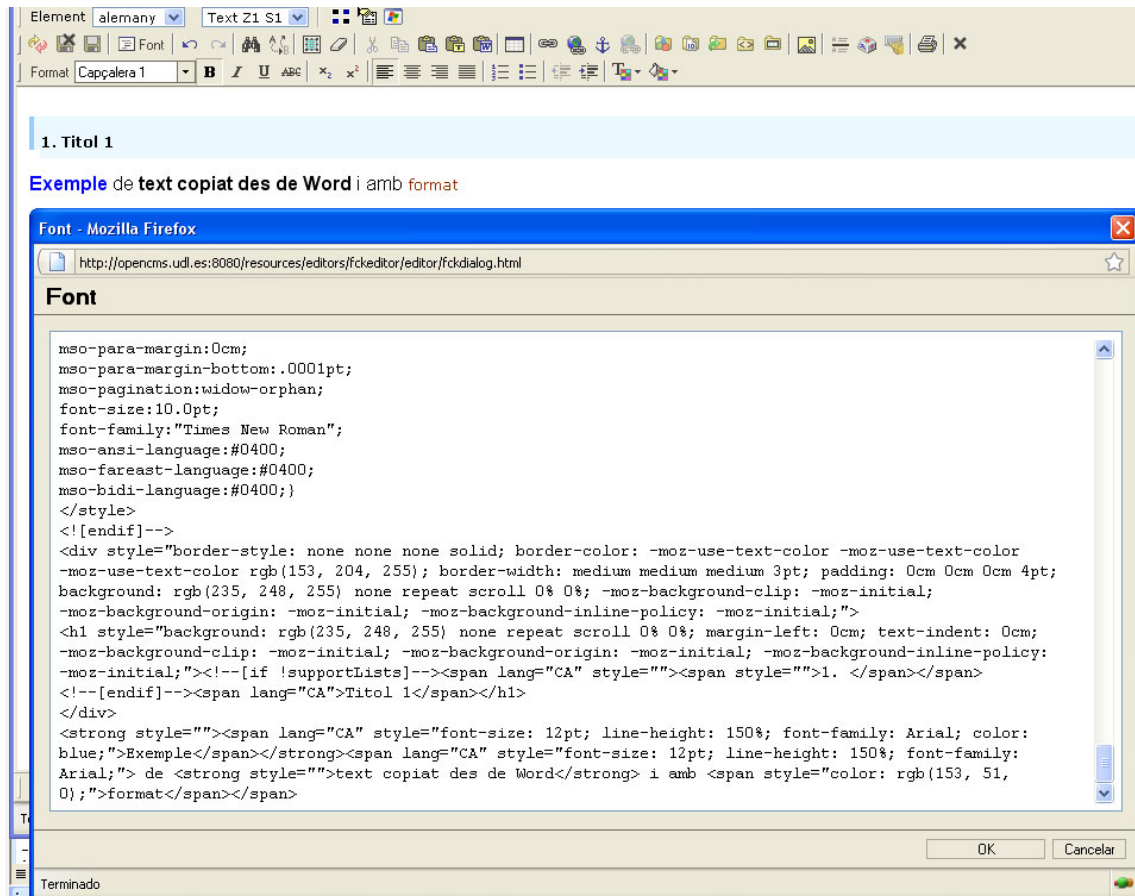 Element alemany Text Z1 S1
Font
Format Capçalera 1 B I U ABC x₂ x²
1. Titol 1
Exemple de text copiat des de Word i amb format
Font - Mozilla Firefox
http://opencms.udl.es:8080/resources/editors/fckeditor/editor/fckdialog.html
Font
mso-para-margin:0cm;
mso-para-margin-bottom:.0001pt;
mso-pagination:widow-orphan;
font-size:10.0pt;
font-family:"Times New Roman";
mso-ansi-language:#0400;
mso-fareast-language:#0400;
mso-bidi-language:#0400;}
</style>
<![endif]-->
<div style="border-style: none none none solid; border-color: -moz-use-text-color -moz-use-text-color
-moz-use-text-color rgb(153, 204, 255); border-width: medium medium medium 3pt; padding: 0cm 0cm 0cm 4pt;
background: rgb(235, 248, 255) none repeat scroll 0% 0%; -moz-background-clip: -moz-initial;
-moz-background-origin: -moz-initial; -moz-background-inline-policy: -moz-initial;">
<h1 style="background: rgb(235, 248, 255) none repeat scroll 0% 0%; margin-left: 0cm; text-indent: 0cm;
-moz-background-clip: -moz-initial; -moz-background-origin: -moz-initial; -moz-background-inline-policy:
-moz-initial;"><!--[if !supportLists]--><span lang="CA" style=""><span style="">1. </span></span>
<!--[endif]--><span lang="CA">Titol 1</span></h1>
</div>
<strong style=""><span lang="CA" style="font-size: 12pt; line-height: 150%; font-family: Arial; color:
blue;">Exemple</span></strong><span lang="CA" style="font-size: 12pt; line-height: 150%; font-family:
Arial;"> de <strong style="">text copiat des de Word</strong> i amb <span style="color: rgb(153, 51,
0);">format</span></span>
OK Cancelar
Terminado